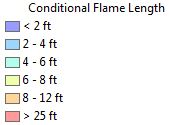 Conditional Flame Length
< 2 ft
2 - 4 ft
4 - 6 ft
6 - 8 ft
8 - 12 ft
> 25 ft